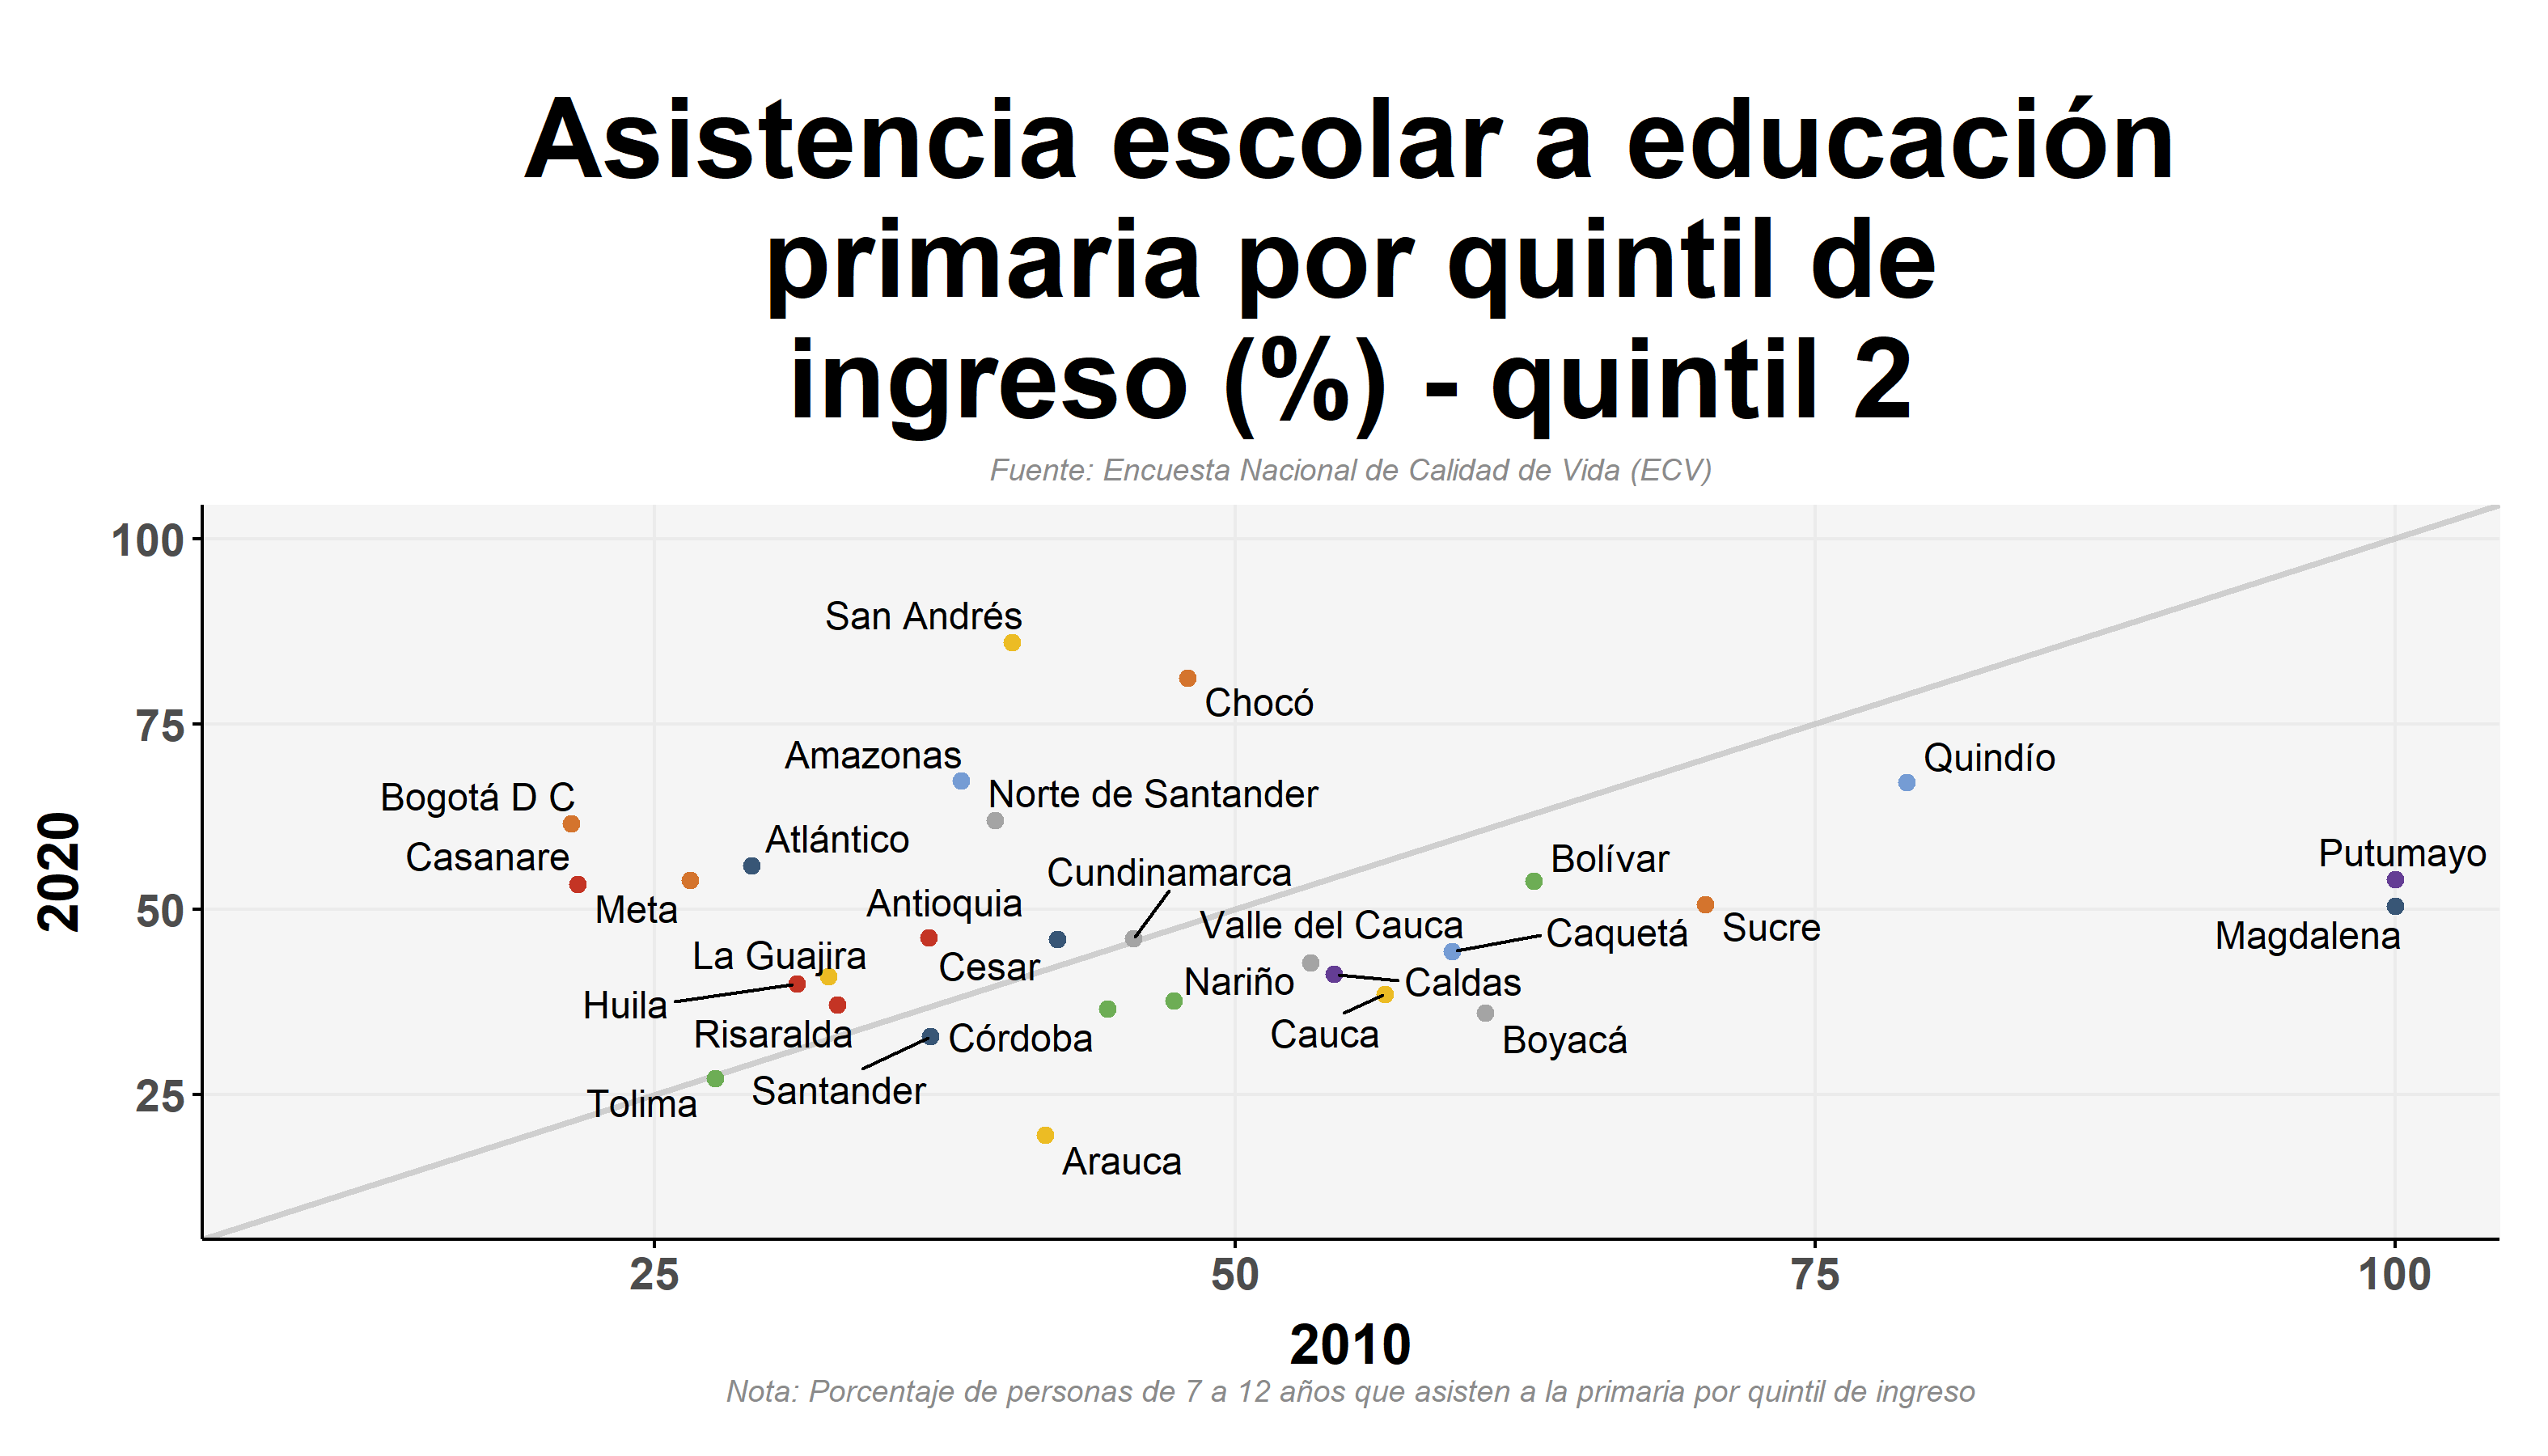 Asistencia escolar a educación
primaria por quintil de
ingreso (%) - quintil 2
Fuente: Encuesta Nacional de Calidad de Vida (ECV)
100
75
50
25
2020
San Andrés
Chocó
Amazonas
Quindío
Bogotá D C
Norte de Santander
Atlántico
Casanare
Cundinamarca
Bolívar
Putumayo
Meta
Antioquia
Valle del Cauca
Caquetá
Sucre
Magdalena
La Guajira
Cesar
Nariño
Caldas
Huila
Risaralda
Córdoba
Cauca
Boyacá
Santander
Tolima
Arauca
25
50
75
100
2010
Nota: Porcentaje de personas de 7 a 12 años que asisten a la primaria por quintil de ingreso